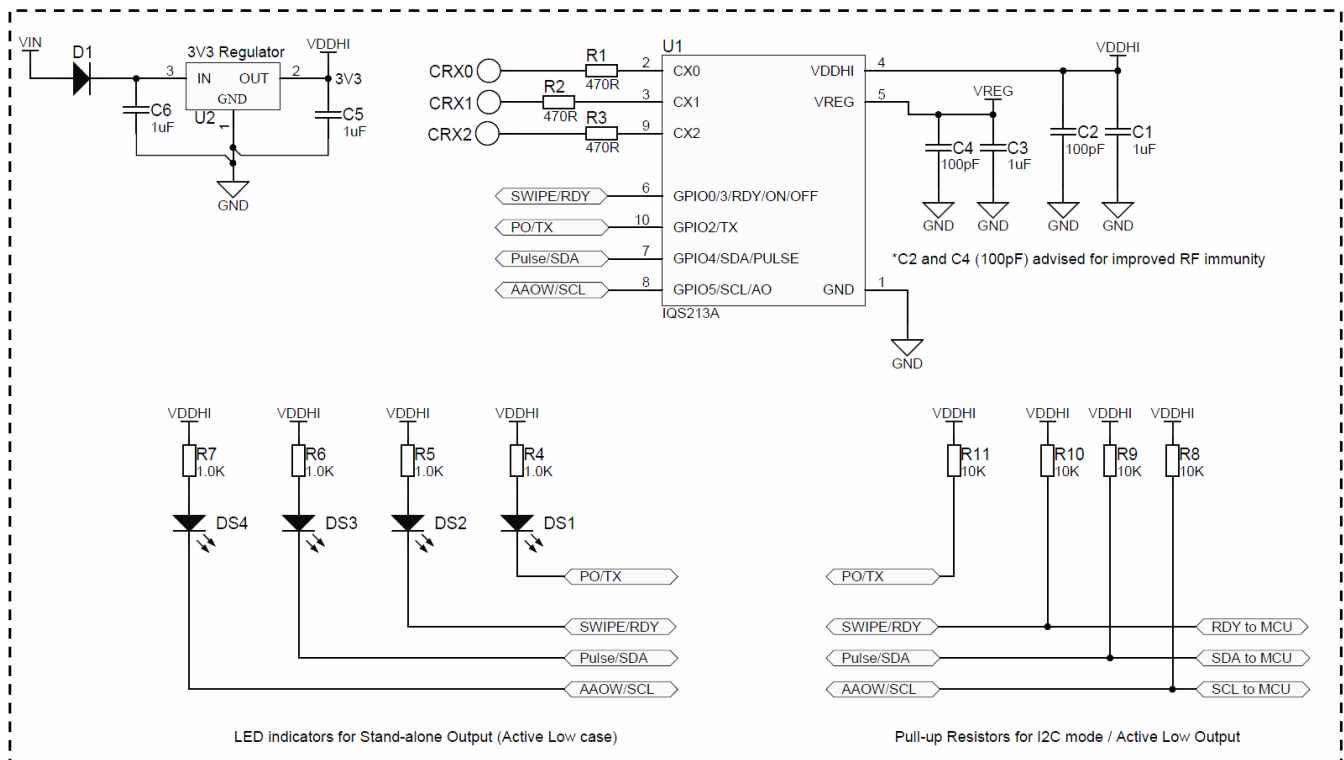 VIN
D1
3V3 Regulator
VDDHI
3 IN OUT 2 3V3
GND
U2
1
C6
1uF
C5
1uF
GND
U1
CRX0 R1 470R 2 CX0
CRX1 R2 470R 3 CX1
CRX2 R3 470R 9 CX2
SWIPE/RDY 6 GPIO0/3/RDY/ON/OFF
PO/TX 10 GPIO2/TX
Pulse/SDA 7 GPIO4/SDA/PULSE
AAOW/SCL 8 GPIO5/SCL/AO
IQS213A
VDDHI 4 VDDHI
VREG 5 VREG
C4
100pF
C3
1uF
C2
100pF
C1
1uF
GND GND GND GND
*C2 and C4 (100pF) advised for improved RF immunity
GND 1
GND
VDDHI VDDHI VDDHI VDDHI
R7 R6 R5 R4
1.0K 1.0K 1.0K 1.0K
DS4 DS3 DS2 DS1
PO/TX
SWIPE/RDY
Pulse/SDA
AAOW/SCL
LED indicators for Stand-alone Output (Active Low case)
VDDHI VDDHI VDDHI VDDHI
R11 R10 R9 R8
10K 10K 10K 10K
PO/TX
SWIPE/RDY RDY to MCU
Pulse/SDA SDA to MCU
AAOW/SCL SCL to MCU
Pull-up Resistors for I2C mode / Active Low Output